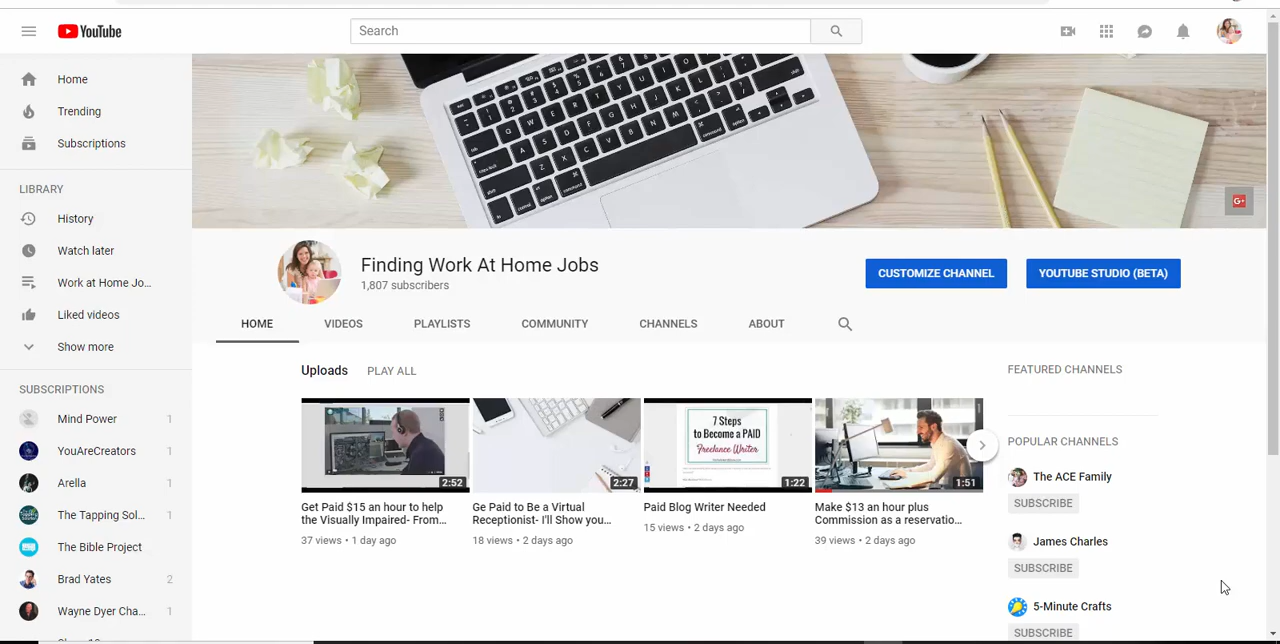 YouTube
Search
Home
Trending
Subscriptions
LIBRARY
History
Watch later
Work at Home Jo...
Liked videos
Show more
SUBSCRIPTIONS
Mind Power 1
YouAreCreators 1
Arella 1
The Tapping Sol... 1
The Bible Project
Brad Yates 2
Wayne Dyer Cha... 1
G+
Finding Work At Home Jobs
1,807 subscribers
CUSTOMIZE CHANNEL
YOUTUBE STUDIO (BETA)
HOME VIDEOS PLAYLISTS COMMUNITY CHANNELS ABOUT
Uploads PLAY ALL
2:52
Get Paid $15 an hour to help
the Visually Impaired- From...
37 views • 1 day ago
2:27
Ge Paid to Be a Virtual
Receptionist- I'll Show you...
18 views • 2 days ago
7 Steps
to Become a PAID
Freelance Writer
1:22
Paid Blog Writer Needed
15 views • 2 days ago
1:51
Make $13 an hour plus
Commission as a reservatio...
39 views • 2 days ago
FEATURED CHANNELS
POPULAR CHANNELS
The ACE Family
SUBSCRIBE
James Charles
SUBSCRIBE
5-Minute Crafts
SUBSCRIBE